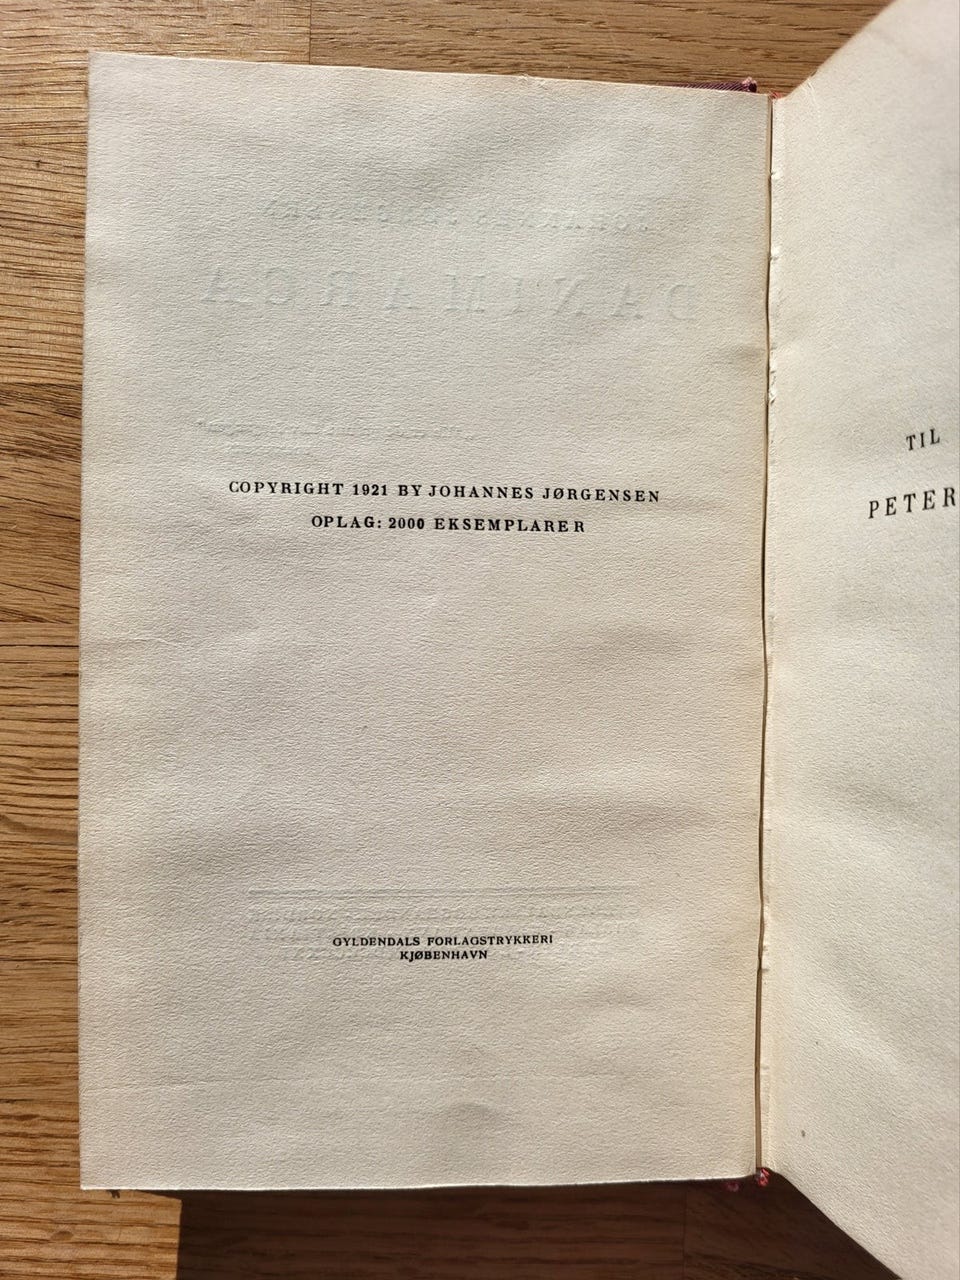 COPYRIGHT 1921 BY JOHANNES JØRGENSEN
OPLAG: 2000 EKSEMPLARER
GYLDENDALS FORLAGSTRYKKERI
KJØBENHAVN
TIL
PETER